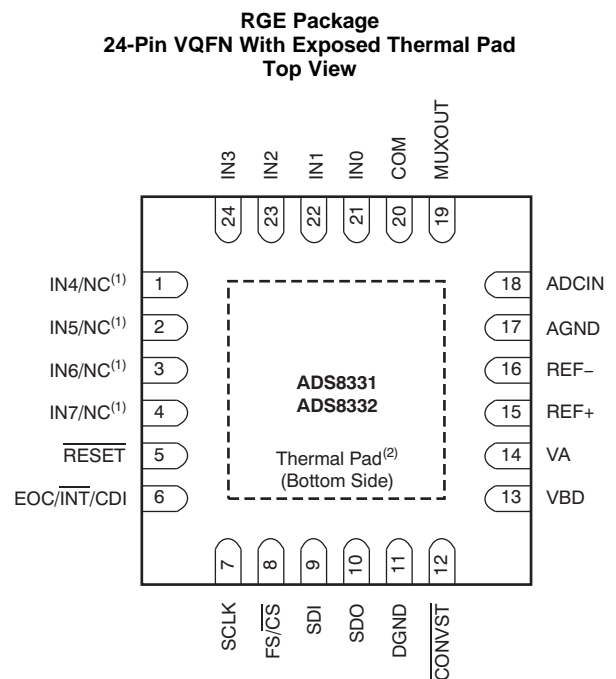 RGE Package
24-Pin VQFN With Exposed Thermal Pad
Top View
IN3
IN2
IN1
IN0
COM
MUXOUT
24
23
22
21
20
19
IN4/NC(1) 1
IN5/NC(1) 2
IN6/NC(1) 3
IN7/NC(1) 4
RESET 5
EOC/INT/CDI 6
18 ADCIN
17 AGND
16 REF−
15 REF+
14 VA
13 VBD
ADS8331
ADS8332
Thermal Pad(2)
(Bottom Side)
7
8
9
10
11
12
SCLK
FS/CS
SDI
SDO
DGND
CONVST